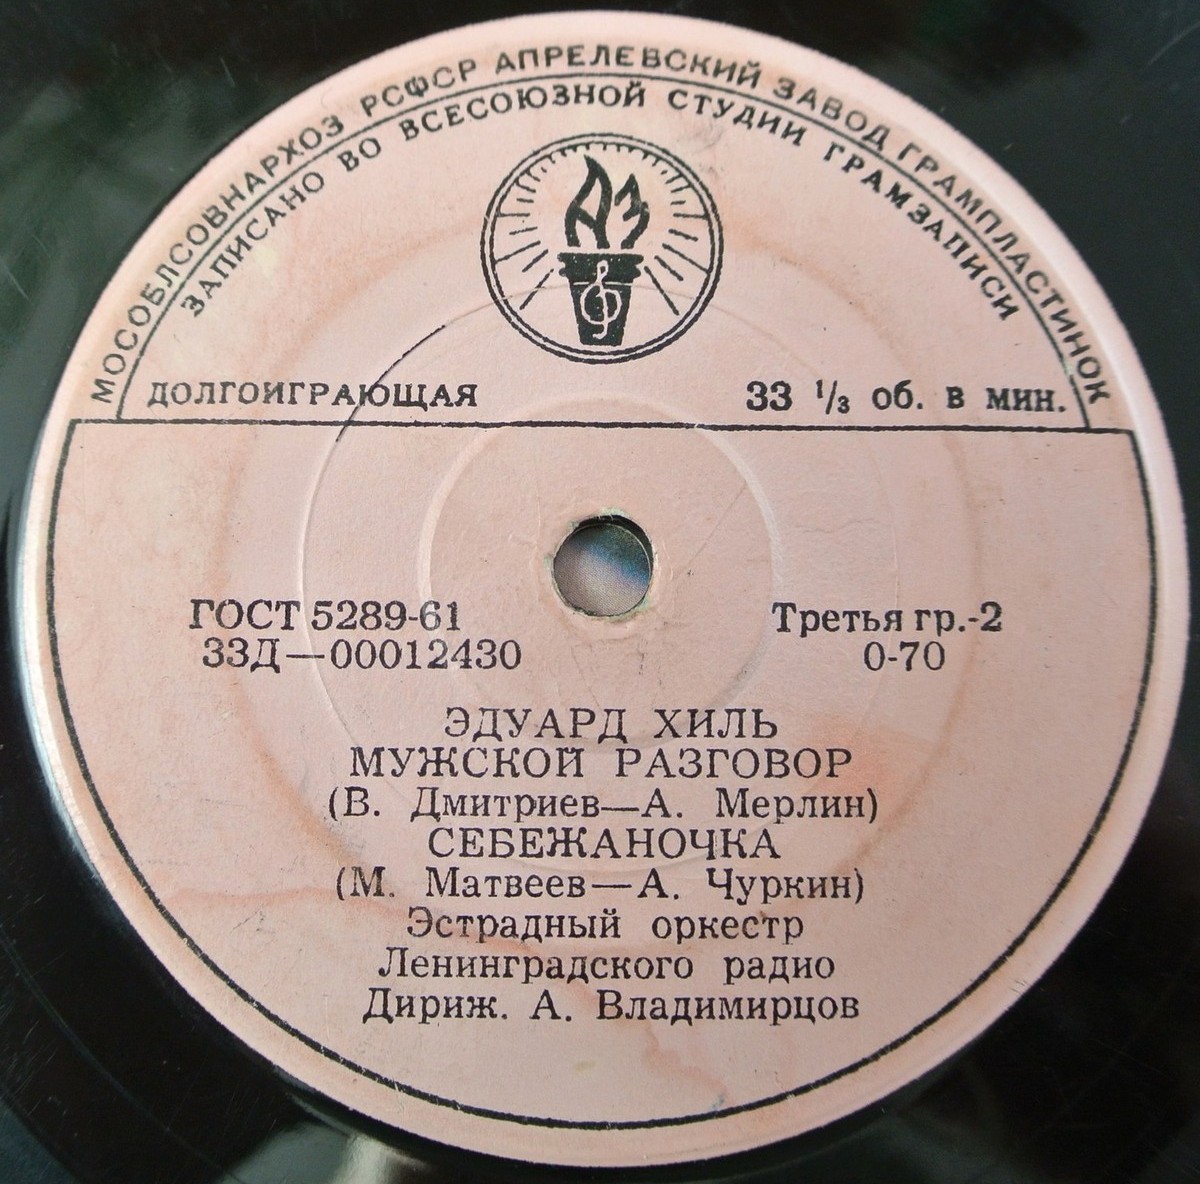 МОСОБЛСОВНАРХОЗ РСФСР АПРЕЛЕВСКИЙ ЗАВОД ГРАМПЛАСТИНОК
ЗАПИСАНО ВО ВСЕСОЮЗНОЙ СТУДИИ ГРАМЗАПИСИ
АЗ
ДОЛГОИГРАЮЩАЯ 33 1/3 об. в мин.
ГОСТ 5289-61 Третья гр.-2
33Д—00012430 0-70
ЭДУАРД ХИЛЬ
МУЖСКОЙ РАЗГОВОР
(В. Дмитриев—А. Мерлин)
СЕБЕЖАНОЧКА
(М. Матвеев—А. Чуркин)
Эстрадный оркестр
Ленинградского радио
Дириж. А. Владимирцов